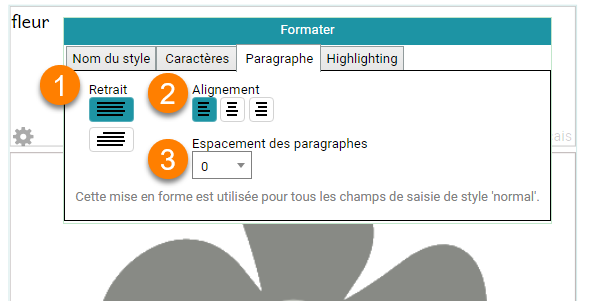 fleur
Formater
Nom du style Caractères Paragraphe Highlighting
1 Retrait 2 Alignement
3 Espacement des paragraphes
0
ais
Cette mise en forme est utilisée pour tous les champs de saisie de style 'normal'.